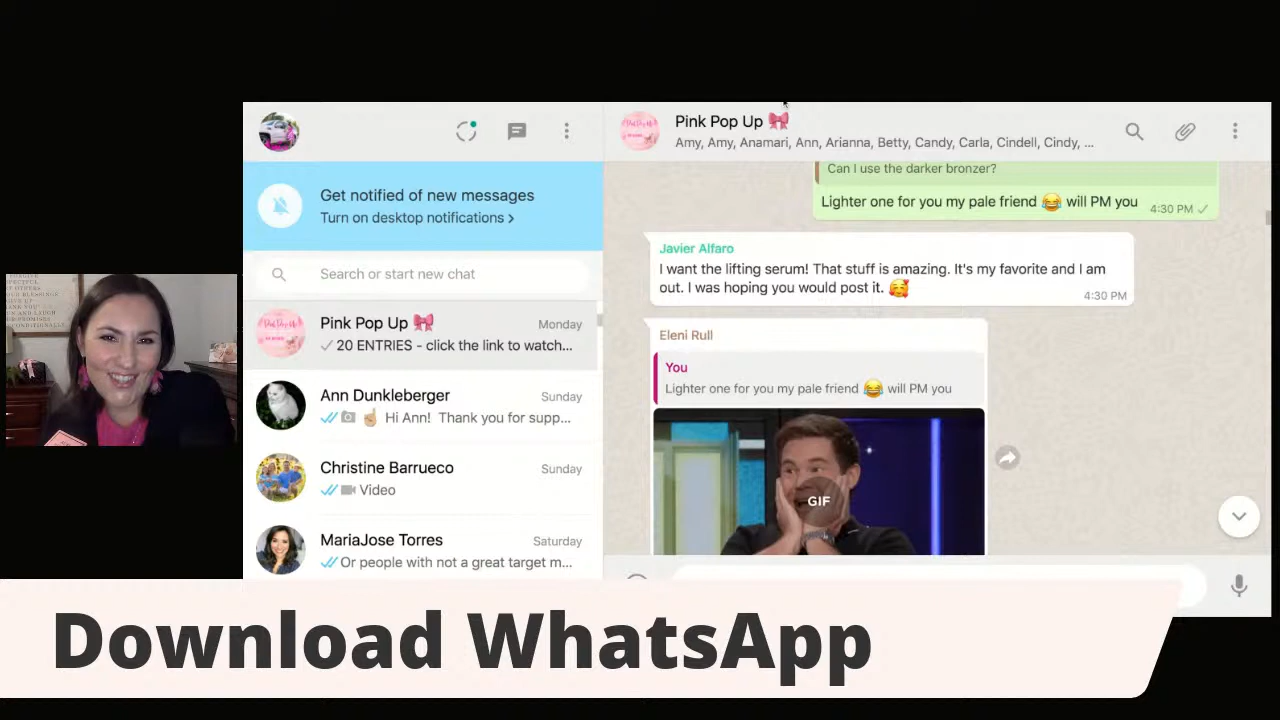 Pink Pop Up 🎀
Amy, Amy, Anamari, Ann, Arianna, Betty, Candy, Carla, Cindell, Cindy, ...
Get notified of new messages
Turn on desktop notifications >
Search or start new chat
Pink Pop Up 🎀
Monday
20 ENTRIES - click the link to watch...
Ann Dunkleberger
Sunday
☝🏼 Hi Ann! Thank you for supp...
Christine Barrueco
Sunday
Video
MariaJose Torres
Saturday
Or people with not a great target m...
Can I use the darker bronzer?
Lighter one for you my pale friend 😂 will PM you
4:30 PM
Javier Alfaro
I want the lifting serum! That stuff is amazing. It's my favorite and I am
out. I was hoping you would post it. 🥰
4:30 PM
Eleni Rull
You
Lighter one for you my pale friend 😂 will PM you
GIF
Download WhatsApp